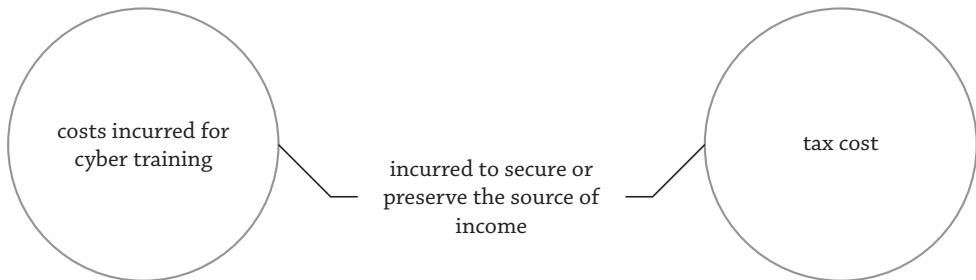 costs incurred for
cyber training
incurred to secure or
preserve the source of
income
tax cost